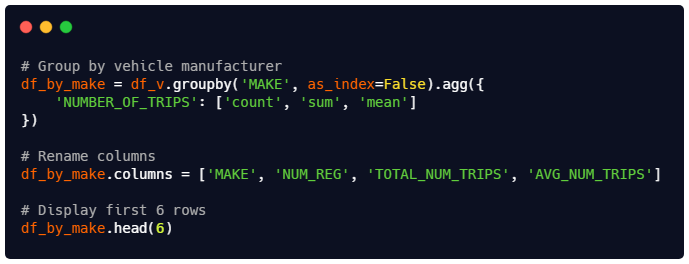 # Group by vehicle manufacturer
df_by_make = df_v.groupby('MAKE', as_index=False).agg({
    'NUMBER_OF_TRIPS': ['count', 'sum', 'mean']
})

# Rename columns
df_by_make.columns = ['MAKE', 'NUM_REG', 'TOTAL_NUM_TRIPS', 'AVG_NUM_TRIPS']

# Display first 6 rows
df_by_make.head(6)